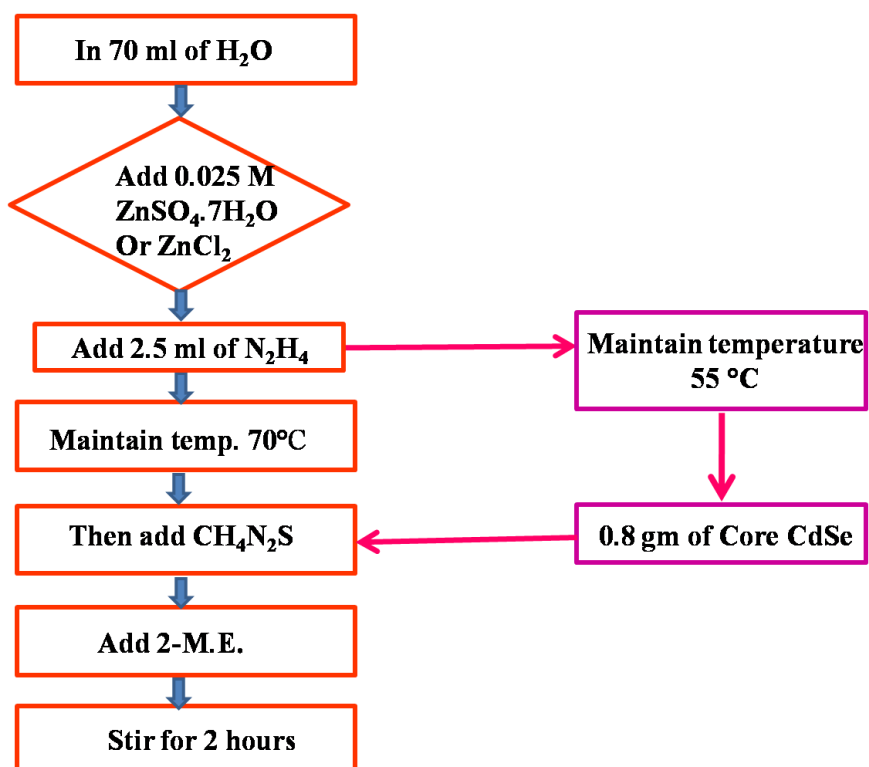 In 70 ml of H₂O
Add 0.025 M
ZnSO₄.7H₂O
Or ZnCl₂
Add 2.5 ml of N₂H₄
Maintain temperature
55 °C
Maintain temp. 70°C
Then add CH₄N₂S
0.8 gm of Core CdSe
Add 2-M.E.
Stir for 2 hours